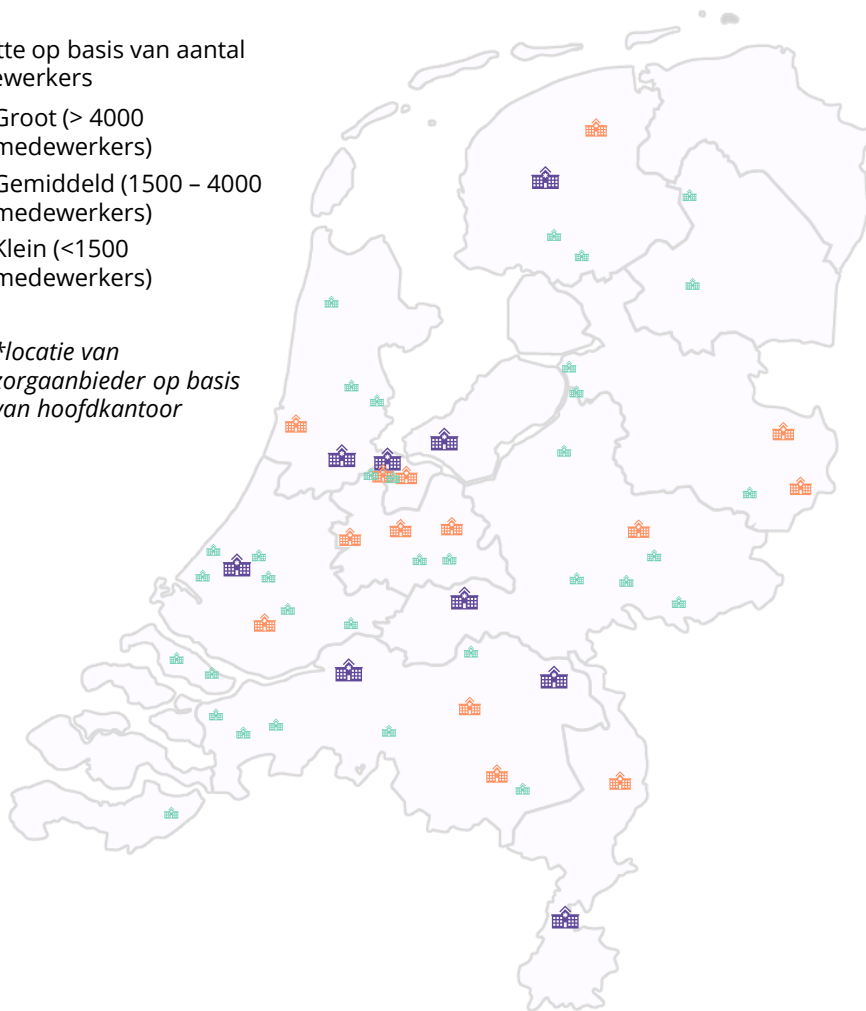 tte op basis van aantal
ewerkers
Groot (> 4000
medewerkers)
Gemiddeld (1500 – 4000
medewerkers)
Klein (<1500
medewerkers)
*locatie van
zorgaanbieder op basis
van hoofdkantoor